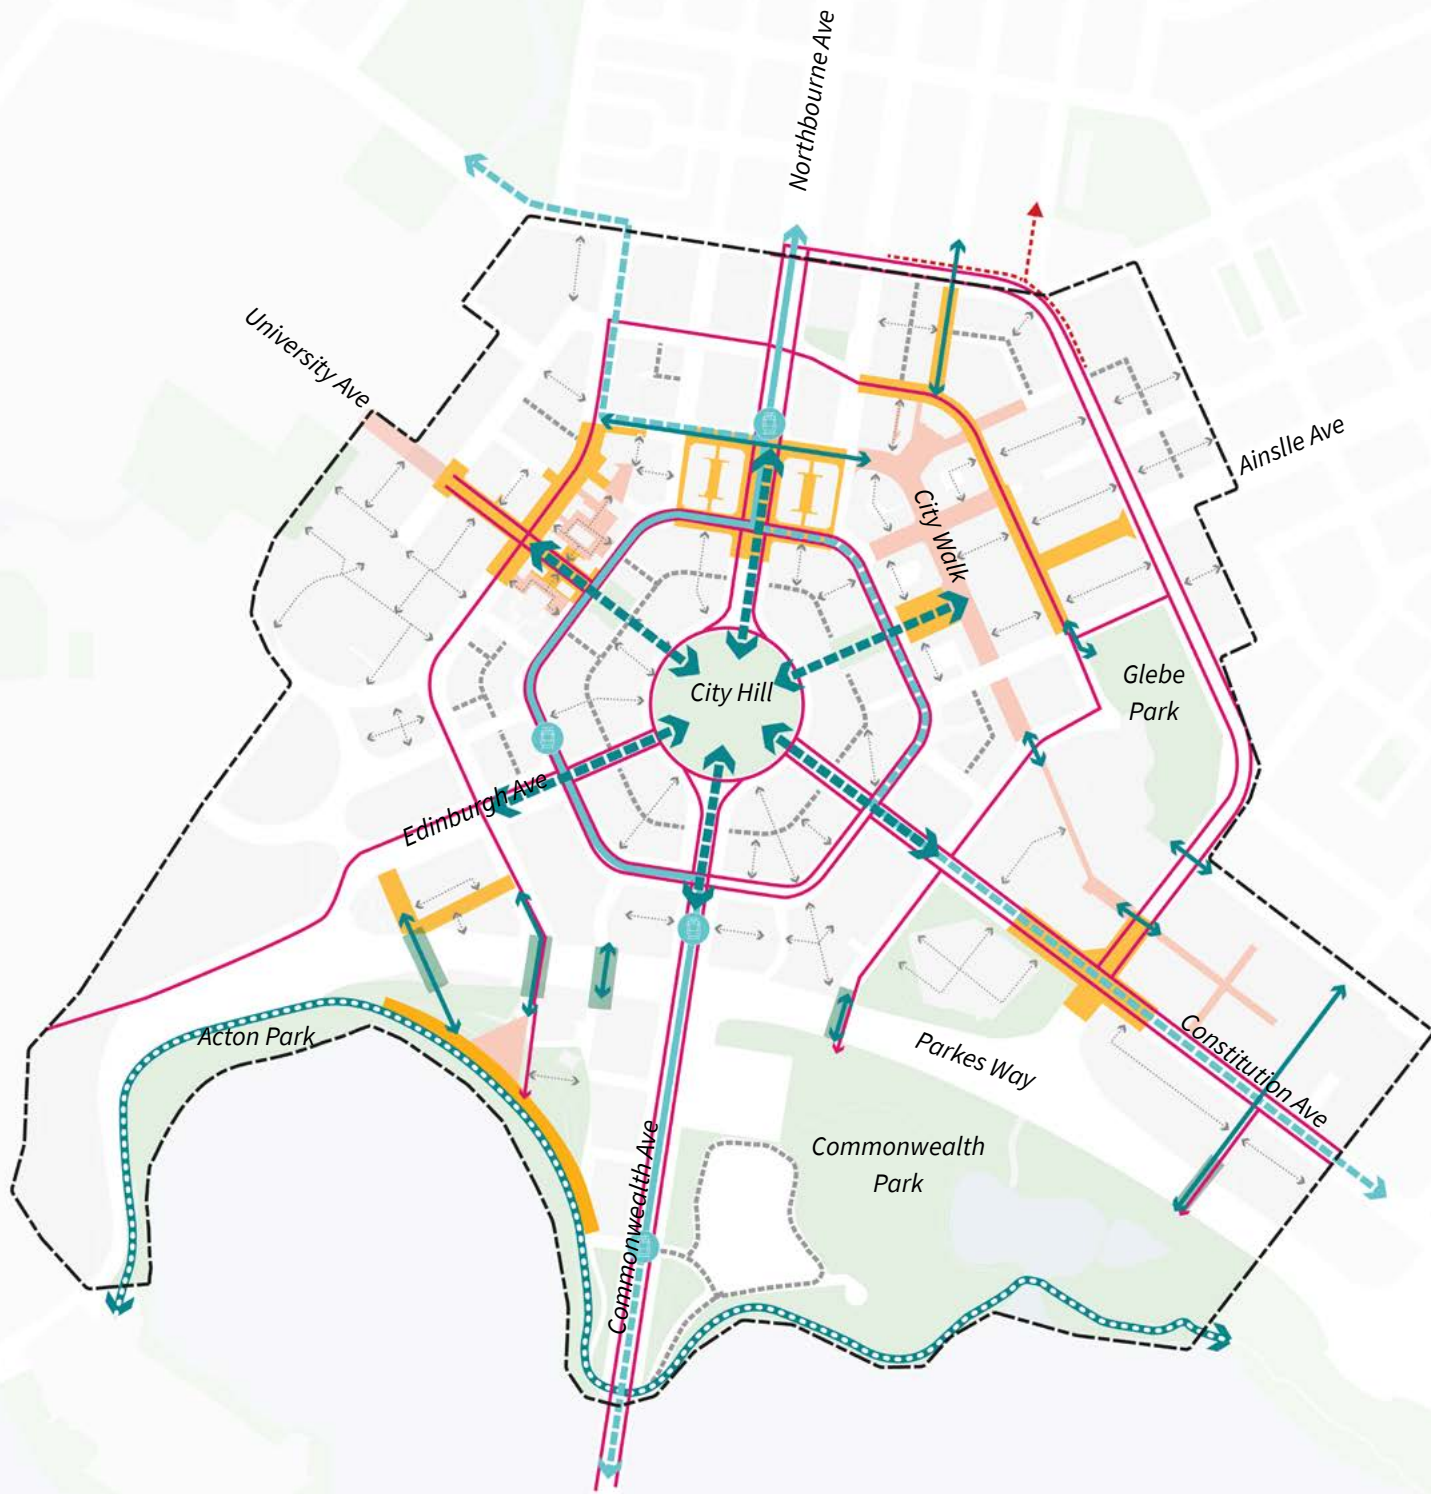 Northbourne Ave
University Ave
Ainslle Ave
City Walk
City Hill
Glebe
Park
Edinburgh Ave
Acton Park
Parkes Way
Constitution Ave
Commonwealth
Park
Commonwealth Ave